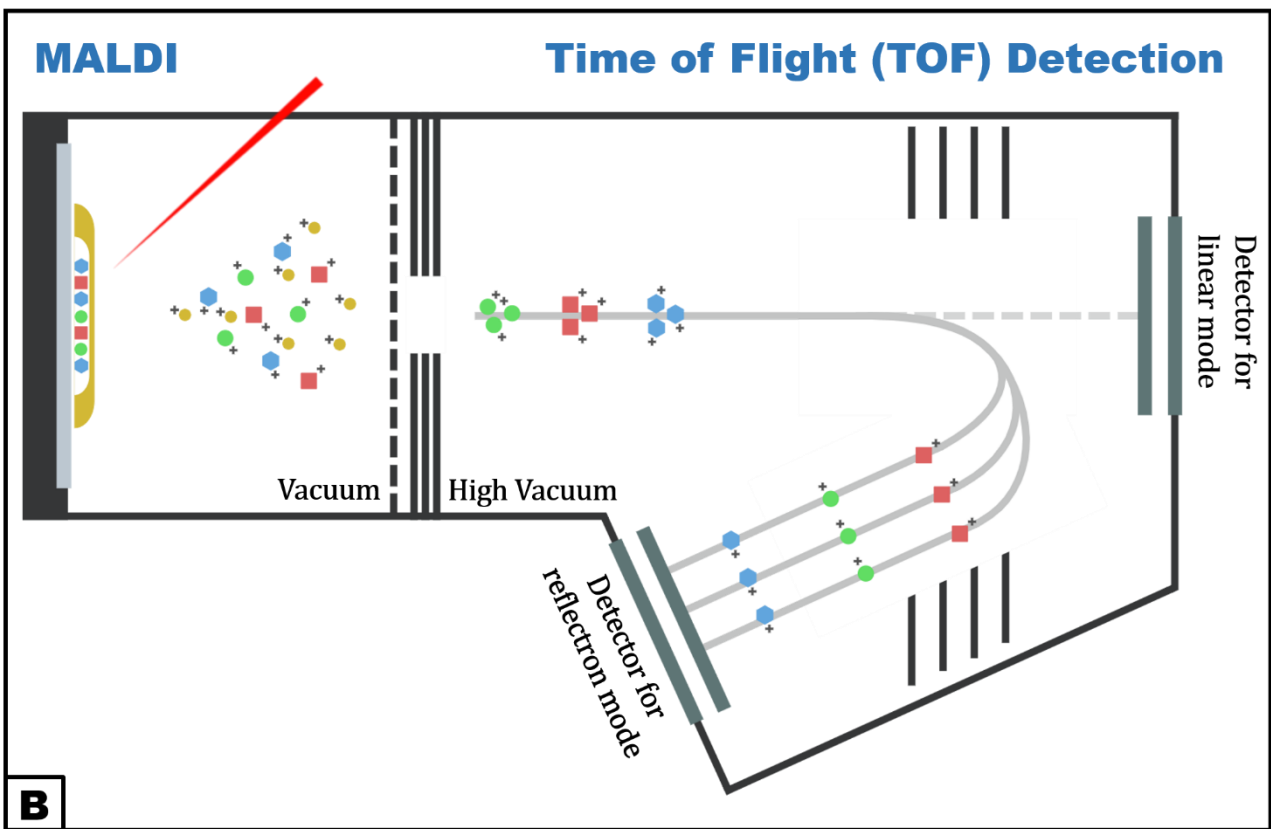 MALDI
Time of Flight (TOF) Detection
Detector for
linear mode
Vacuum
High Vacuum
Detector for
reflectron mode
B